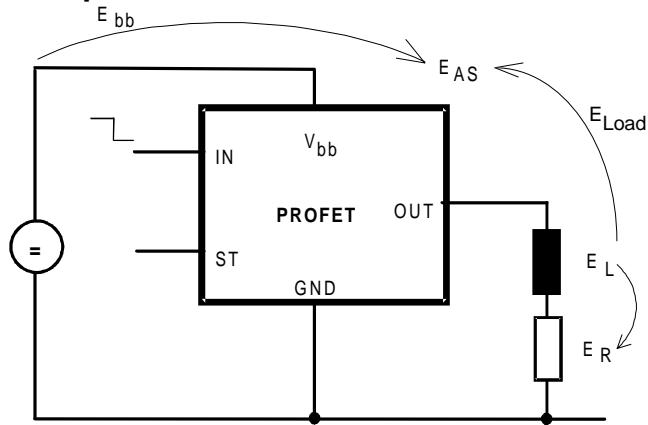 E bb
E AS
E Load
V bb
IN
PROFET
OUT
=
ST
E L
GND
E R